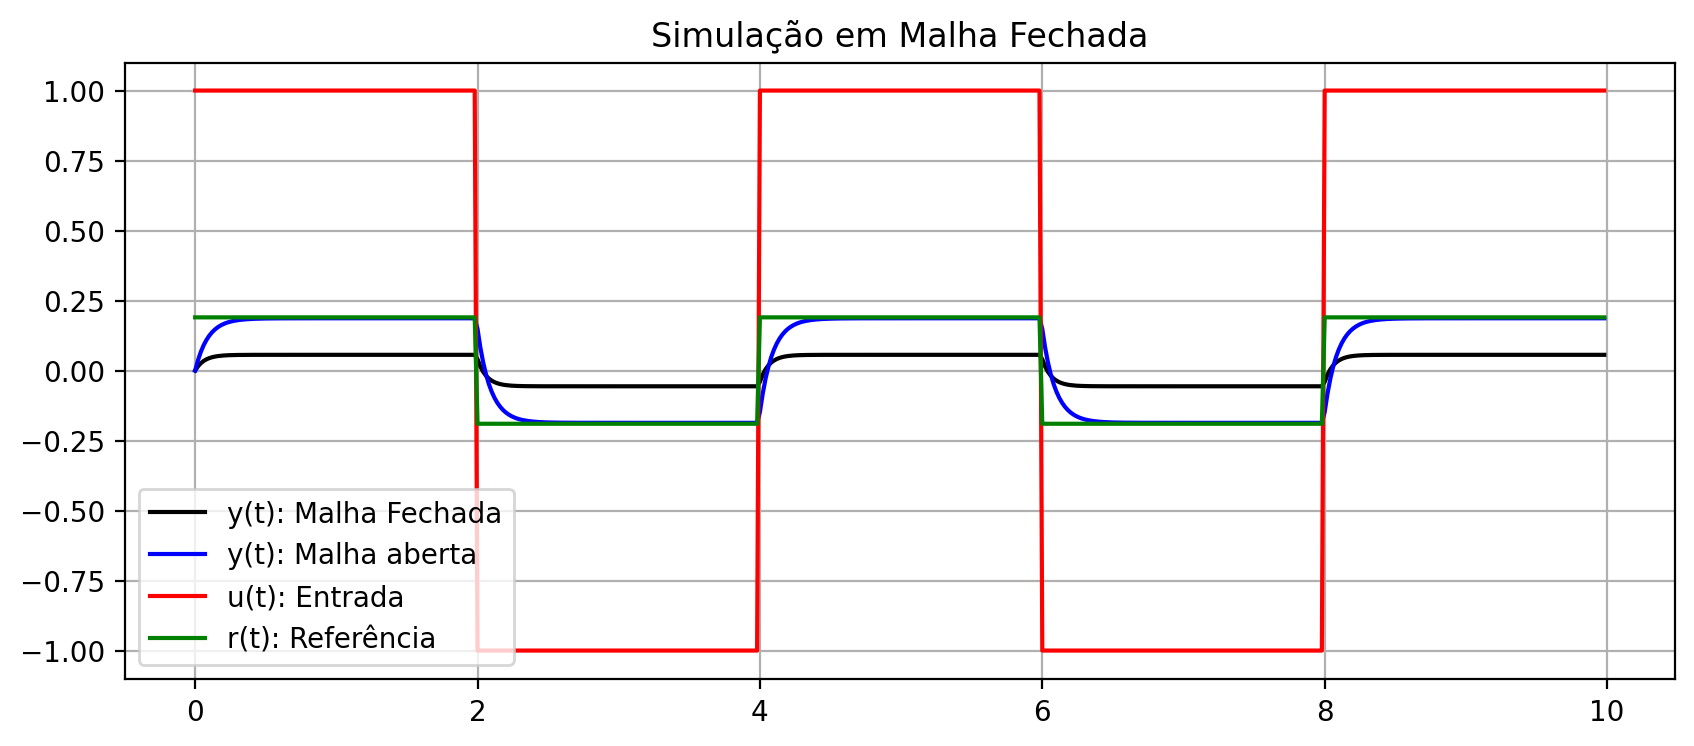 Simulação em Malha Fechada
1.00
0.75
0.50
0.25
0.00
−0.25
−0.50
−0.75
−1.00
y(t): Malha Fechada
y(t): Malha aberta
u(t): Entrada
r(t): Referência
0 2 4 6 8 10